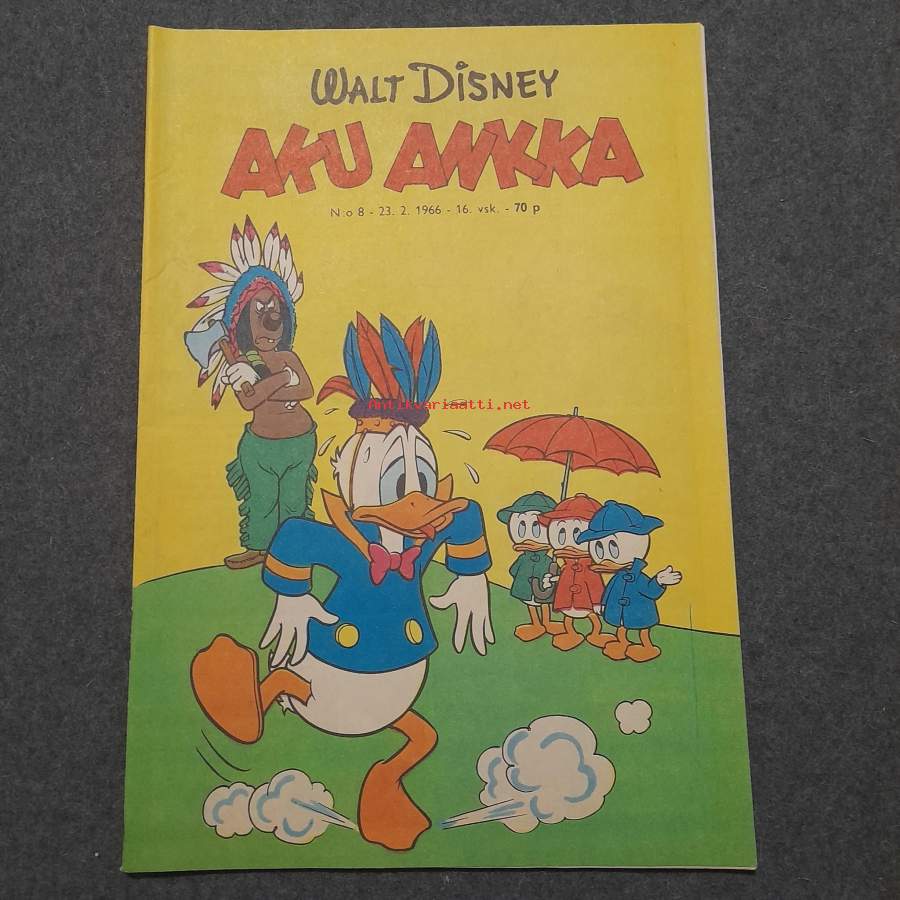 WALT DISNEY
AKU ANKKA
N:o 8 - 23. 2. 1966 - 16. vsk. - 70 p
Antikvariaatti.net